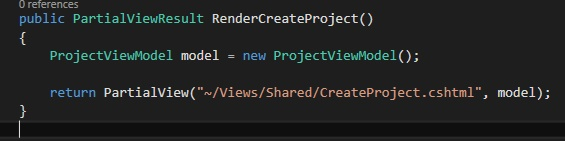 0 references
public PartialViewResult RenderCreateProject()
{
ProjectViewModel model = new ProjectViewModel();
return PartialView("~/Views/Shared/CreateProject.cshtml", model);
}